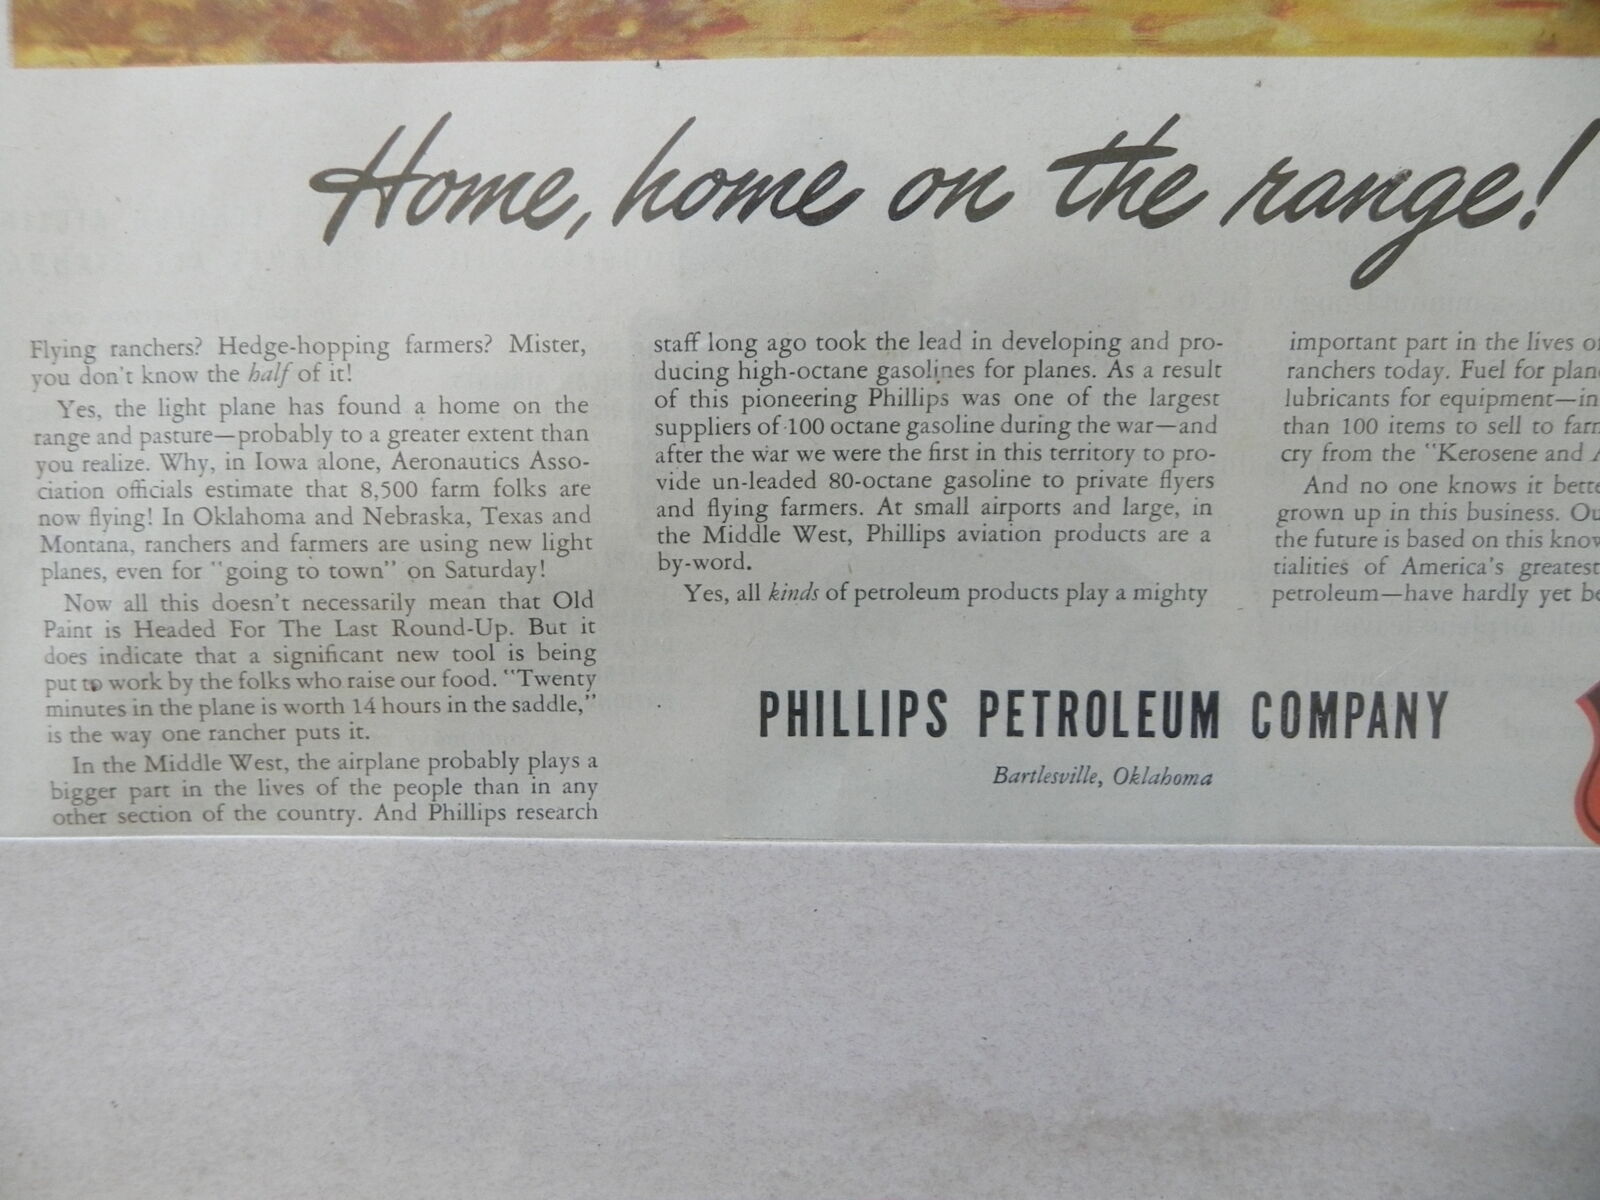 Home, home on the range!
Flying ranchers? Hedge-hopping farmers? Mister,
you don't know the half of it!
Yes, the light plane has found a home on the
range and pasture—probably to a greater extent than
you realize. Why, in Iowa alone, Aeronautics Asso-
ciation officials estimate that 8,500 farm folks are
now flying! In Oklahoma and Nebraska, Texas and
Montana, ranchers and farmers are using new light
planes, even for "going to town" on Saturday!
Now all this doesn't necessarily mean that Old
Paint is Headed For The Last Round-Up. But it
does indicate that a significant new tool is being
put to work by the folks who raise our food. "Twenty
minutes in the plane is worth 14 hours in the saddle,"
is the way one rancher puts it.
In the Middle West, the airplane probably plays a
bigger part in the lives of the people than in any
other section of the country. And Phillips research
staff long ago took the lead in developing and pro-
ducing high-octane gasolines for planes. As a result
of this pioneering Phillips was one of the largest
suppliers of 100 octane gasoline during the war—and
after the war we were the first in this territory to pro-
vide un-leaded 80-octane gasoline to private flyers
and flying farmers. At small airports and large, in
the Middle West, Phillips aviation products are a
by-word.
Yes, all kinds of petroleum products play a mighty
important part in the lives
ranchers today. Fuel for
lubricants for equipment—in
than 100 items to sell to
cry from the "Kerosene and
And no one knows it
grown up in this business.
the future is based on this
tialities of America's greatest
petroleum—have hardly yet
PHILLIPS PETROLEUM COMPANY
Bartlesville, Oklahoma